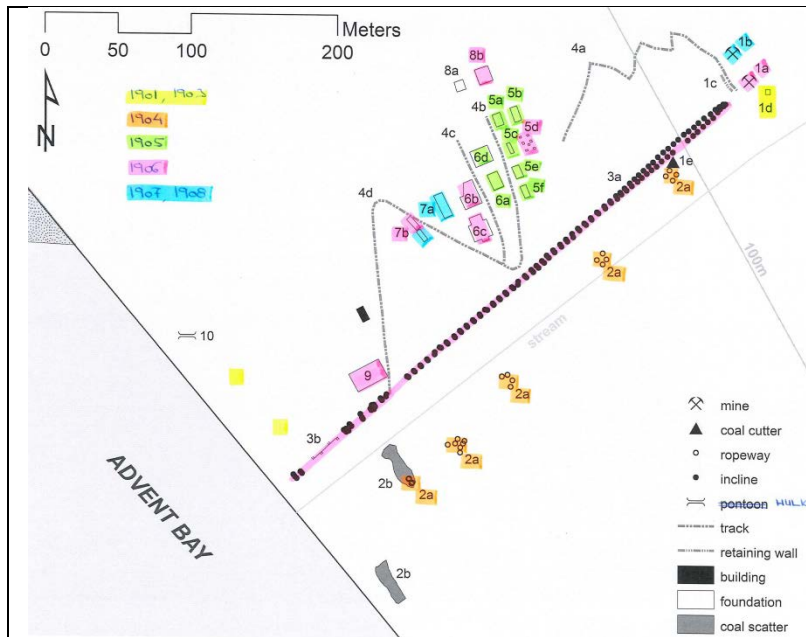 Meters
0 50 100 200
N
1901, 1903
1904
1905
1906
1907, 1908
8b
8a
4a
1b
1a
1c
1d
5a
5b
4b
5c
5d
4c
6d
5e
3a
1e
2a
6a
5f
4d
7a
6b
7b
6c
2a
100m
stream
10
9
2a
3b
2a
2b
2a
2b
ADVENT BAY
mine
coal cutter
ropeway
incline
pontoon HULK
track
retaining wall
building
foundation
coal scatter